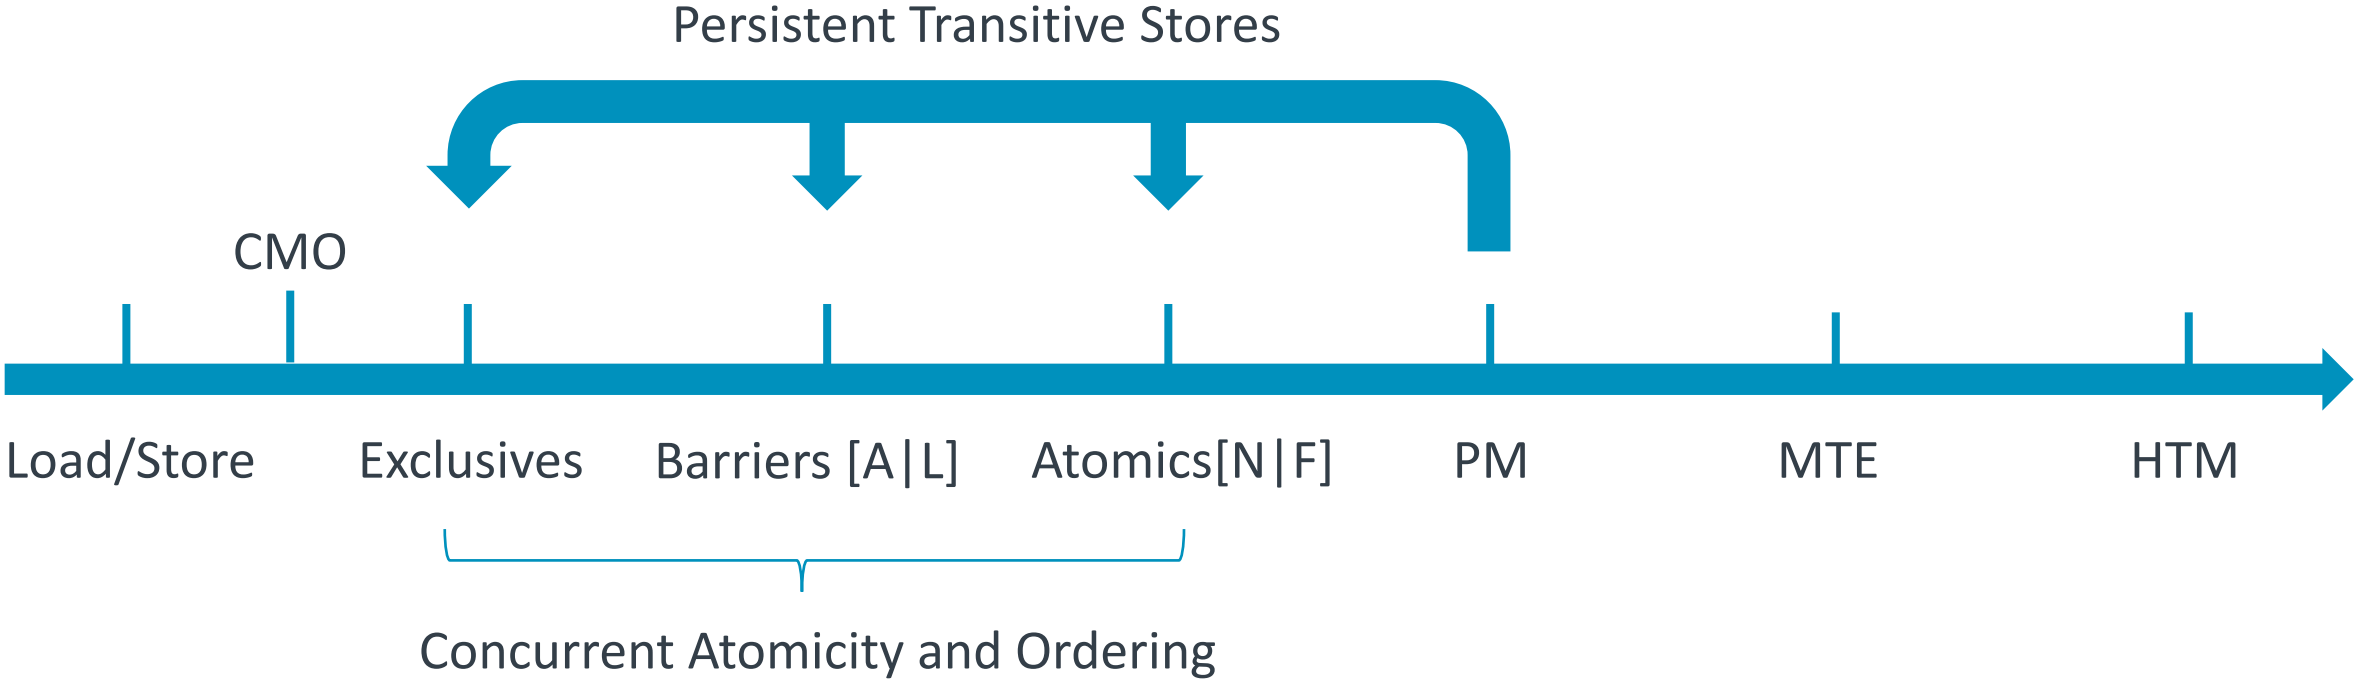 Persistent Transitive Stores
CMO
Load/Store
Exclusives
Barriers [A|L]
Atomics[N|F]
PM
MTE
HTM
Concurrent Atomicity and Ordering